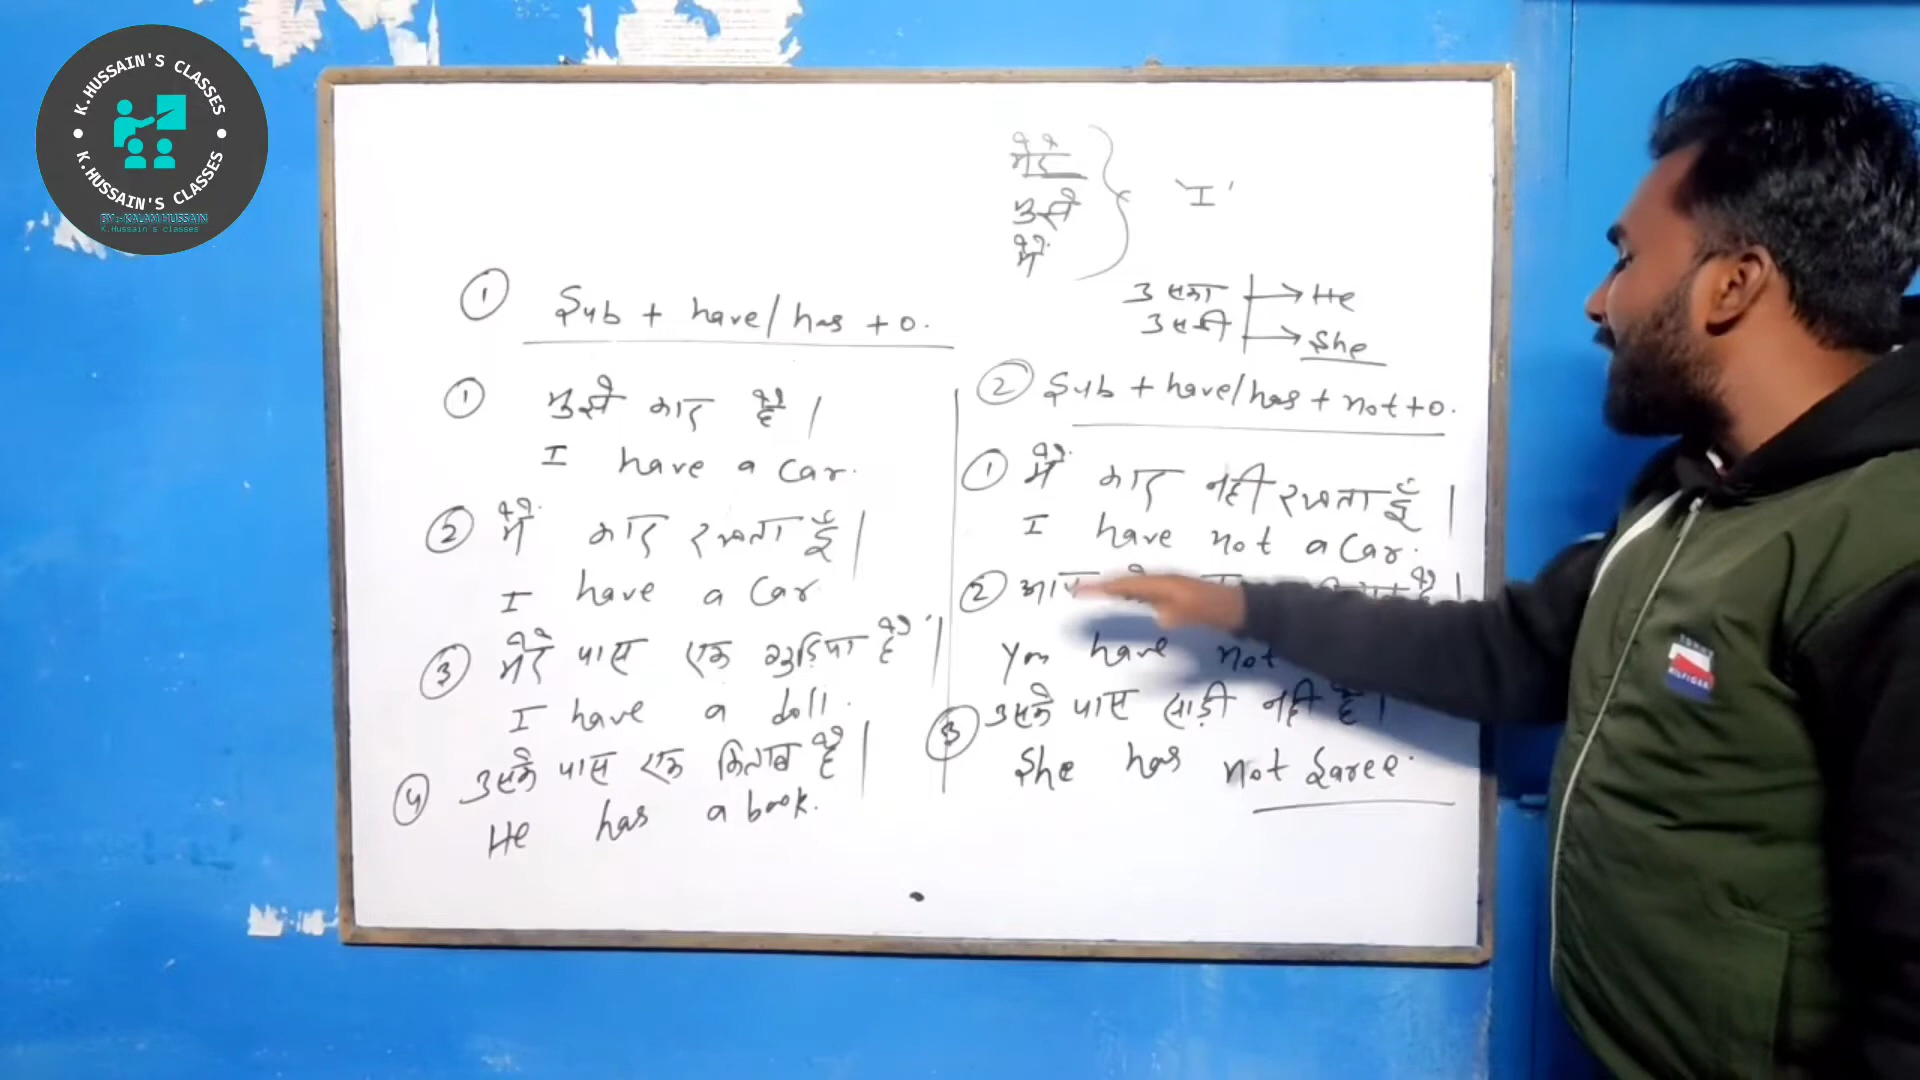 K.HUSSAIN'S CLASSES
K.HUSSAIN'S CLASSES
BY:-KALAM HUSSAIN
K.Hussain's classes
मेरे
मुझे
मैं
'I'
उसका → He
उसकी → She
① Sub + have/has + o.
① मुझे कार है।
I have a car.
② मैं कार रखता हूँ।
I have a car
③ मेरे पास एक गुड़िया है।
I have a doll.
④ उसके पास एक किताब है।
He has a book.
② Sub + have/has + not + o.
① मैं कार नहीं रखता हूँ।
I have not a car.
② आप है।
You have not
③ उसके पास साड़ी नहीं है।
She has not Saree.